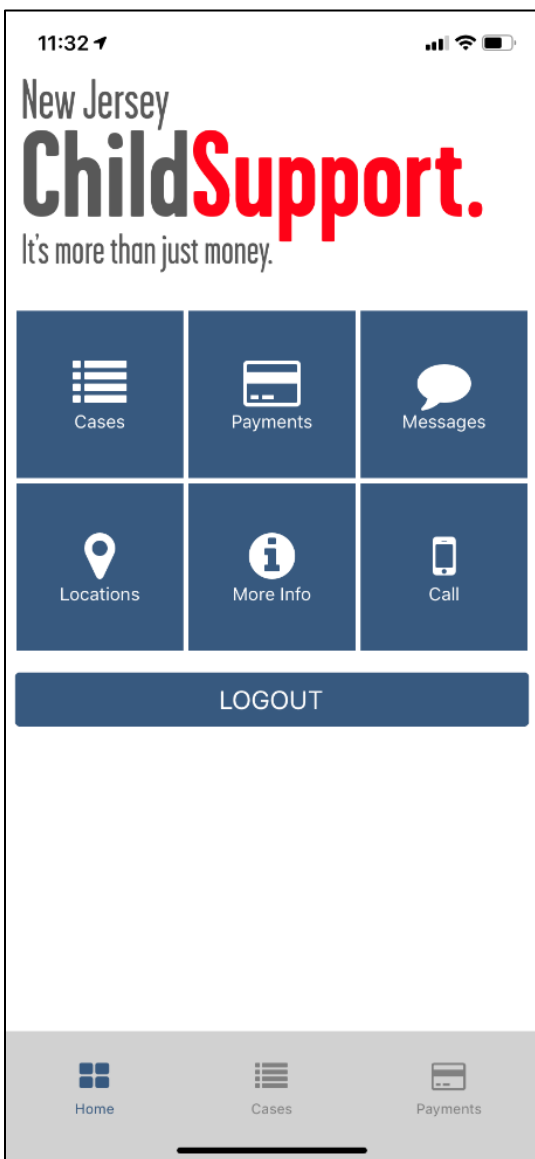 11:32
New Jersey
ChildSupport.
It's more than just money.
Cases Payments Messages
Locations More Info Call
LOGOUT
Home Cases Payments